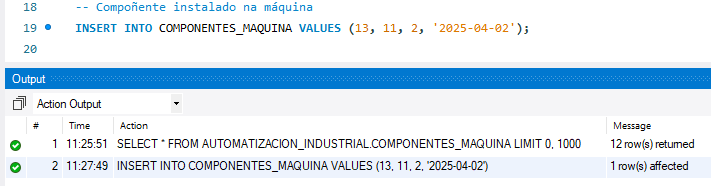 18 -- Compoñente instalado na máquina
19 INSERT INTO COMPONENTES_MAQUINA VALUES (13, 11, 2, '2025-04-02');
20
Output
Action Output
# Time Action Message
1 11:25:51 SELECT * FROM AUTOMATIZACION_INDUSTRIAL.COMPONENTES_MAQUINA LIMIT 0, 1000 12 row(s) returned
2 11:27:49 INSERT INTO COMPONENTES_MAQUINA VALUES (13, 11, 2, '2025-04-02') 1 row(s) affected